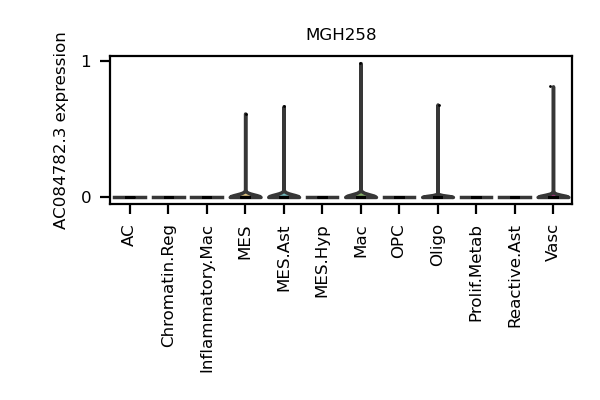 MGH258
AC084782.3 expression
1
0
AC
Chromatin.Reg
Inflammatory.Mac
MES
MES.Ast
MES.Hyp
Mac
OPC
Oligo
Prolif.Metab
Reactive.Ast
Vasc